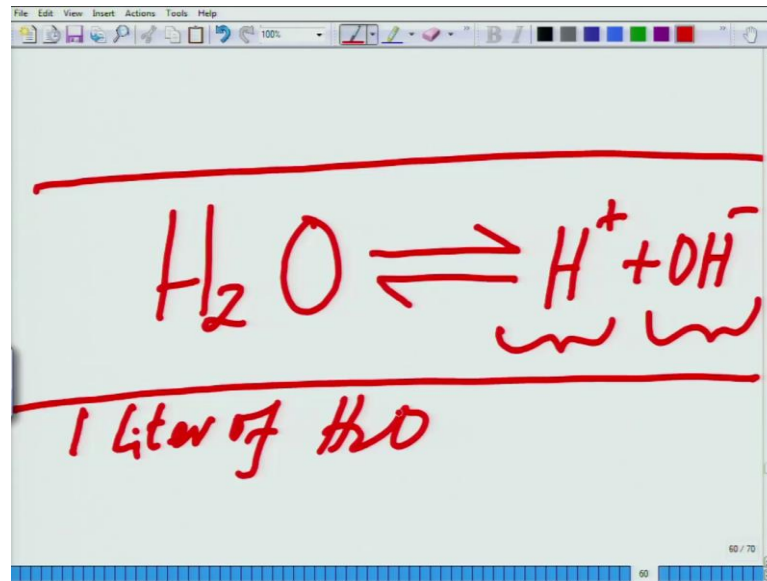 File Edit View Insert Actions Tools Help
100% B I
H₂O ⇌ H⁺ + OH⁻
1 Liter of H₂O
60 / 70
60